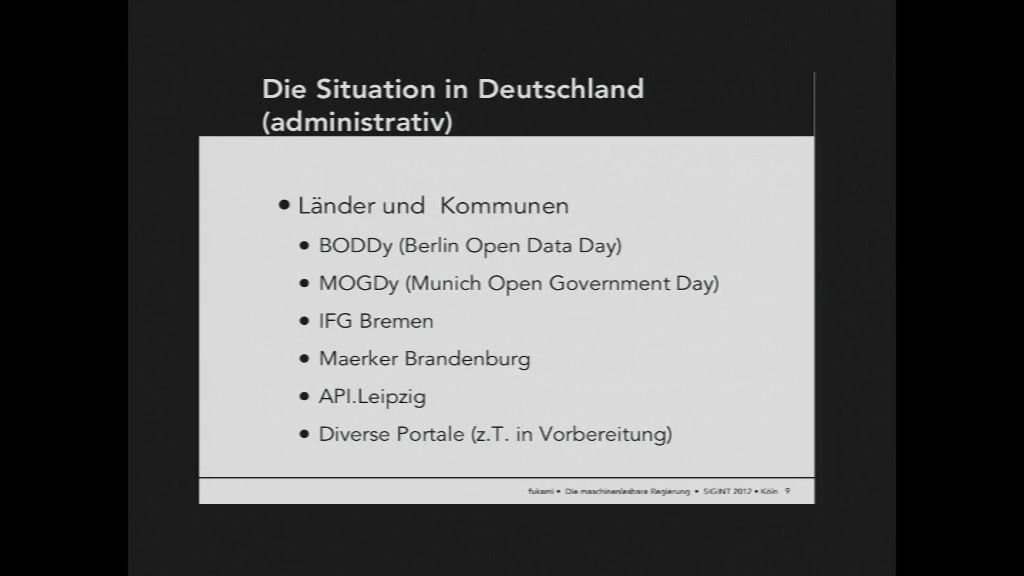 Die Situation in Deutschland
(administrativ)
• Länder und Kommunen
• BODDy (Berlin Open Data Day)
• MOGDy (Munich Open Government Day)
• IFG Bremen
• Maerker Brandenburg
• API.Leipzig
• Diverse Portale (z.T. in Vorbereitung)
fukami • Die maschinenlesbare Regierung • SIGINT 2012 • Köln 9